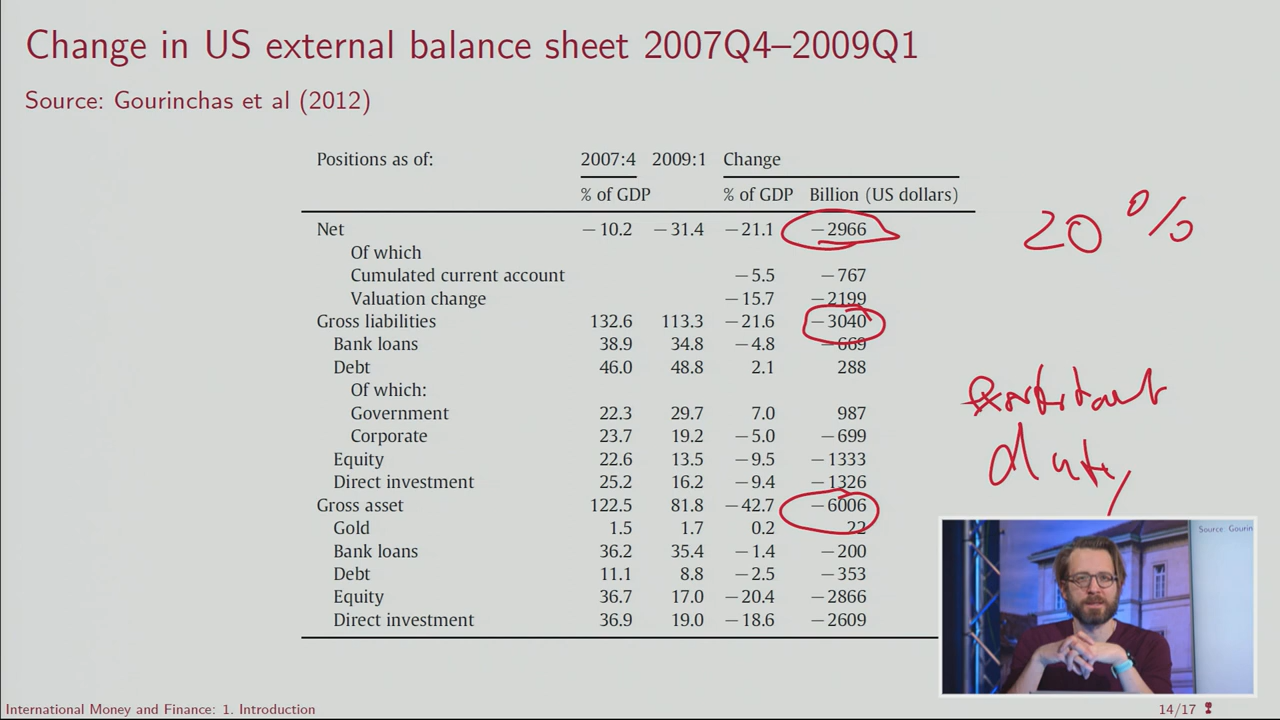 Change in US external balance sheet 2007Q4–2009Q1
Source: Gourinchas et al (2012)
Positions as of: 2007:4 2009:1 Change
% of GDP % of GDP Billion (US dollars)
Net −10.2 −31.4 −21.1 −2966
Of which
Cumulated current account −5.5 −767
Valuation change −15.7 −2199
Gross liabilities 132.6 113.3 −21.6 −3040
Bank loans 38.9 34.8 −4.8 −669
Debt 46.0 48.8 2.1 288
Of which:
Government 22.3 29.7 7.0 987
Corporate 23.7 19.2 −5.0 −699
Equity 22.6 13.5 −9.5 −1333
Direct investment 25.2 16.2 −9.4 −1326
Gross asset 122.5 81.8 −42.7 −6006
Gold 1.5 1.7 0.2 22
Bank loans 36.2 35.4 −1.4 −200
Debt 11.1 8.8 −2.5 −353
Equity 36.7 17.0 −20.4 −2866
Direct investment 36.9 19.0 −18.6 −2609
20%
duty
Source Gourin
International Money and Finance: 1. Introduction 14/17